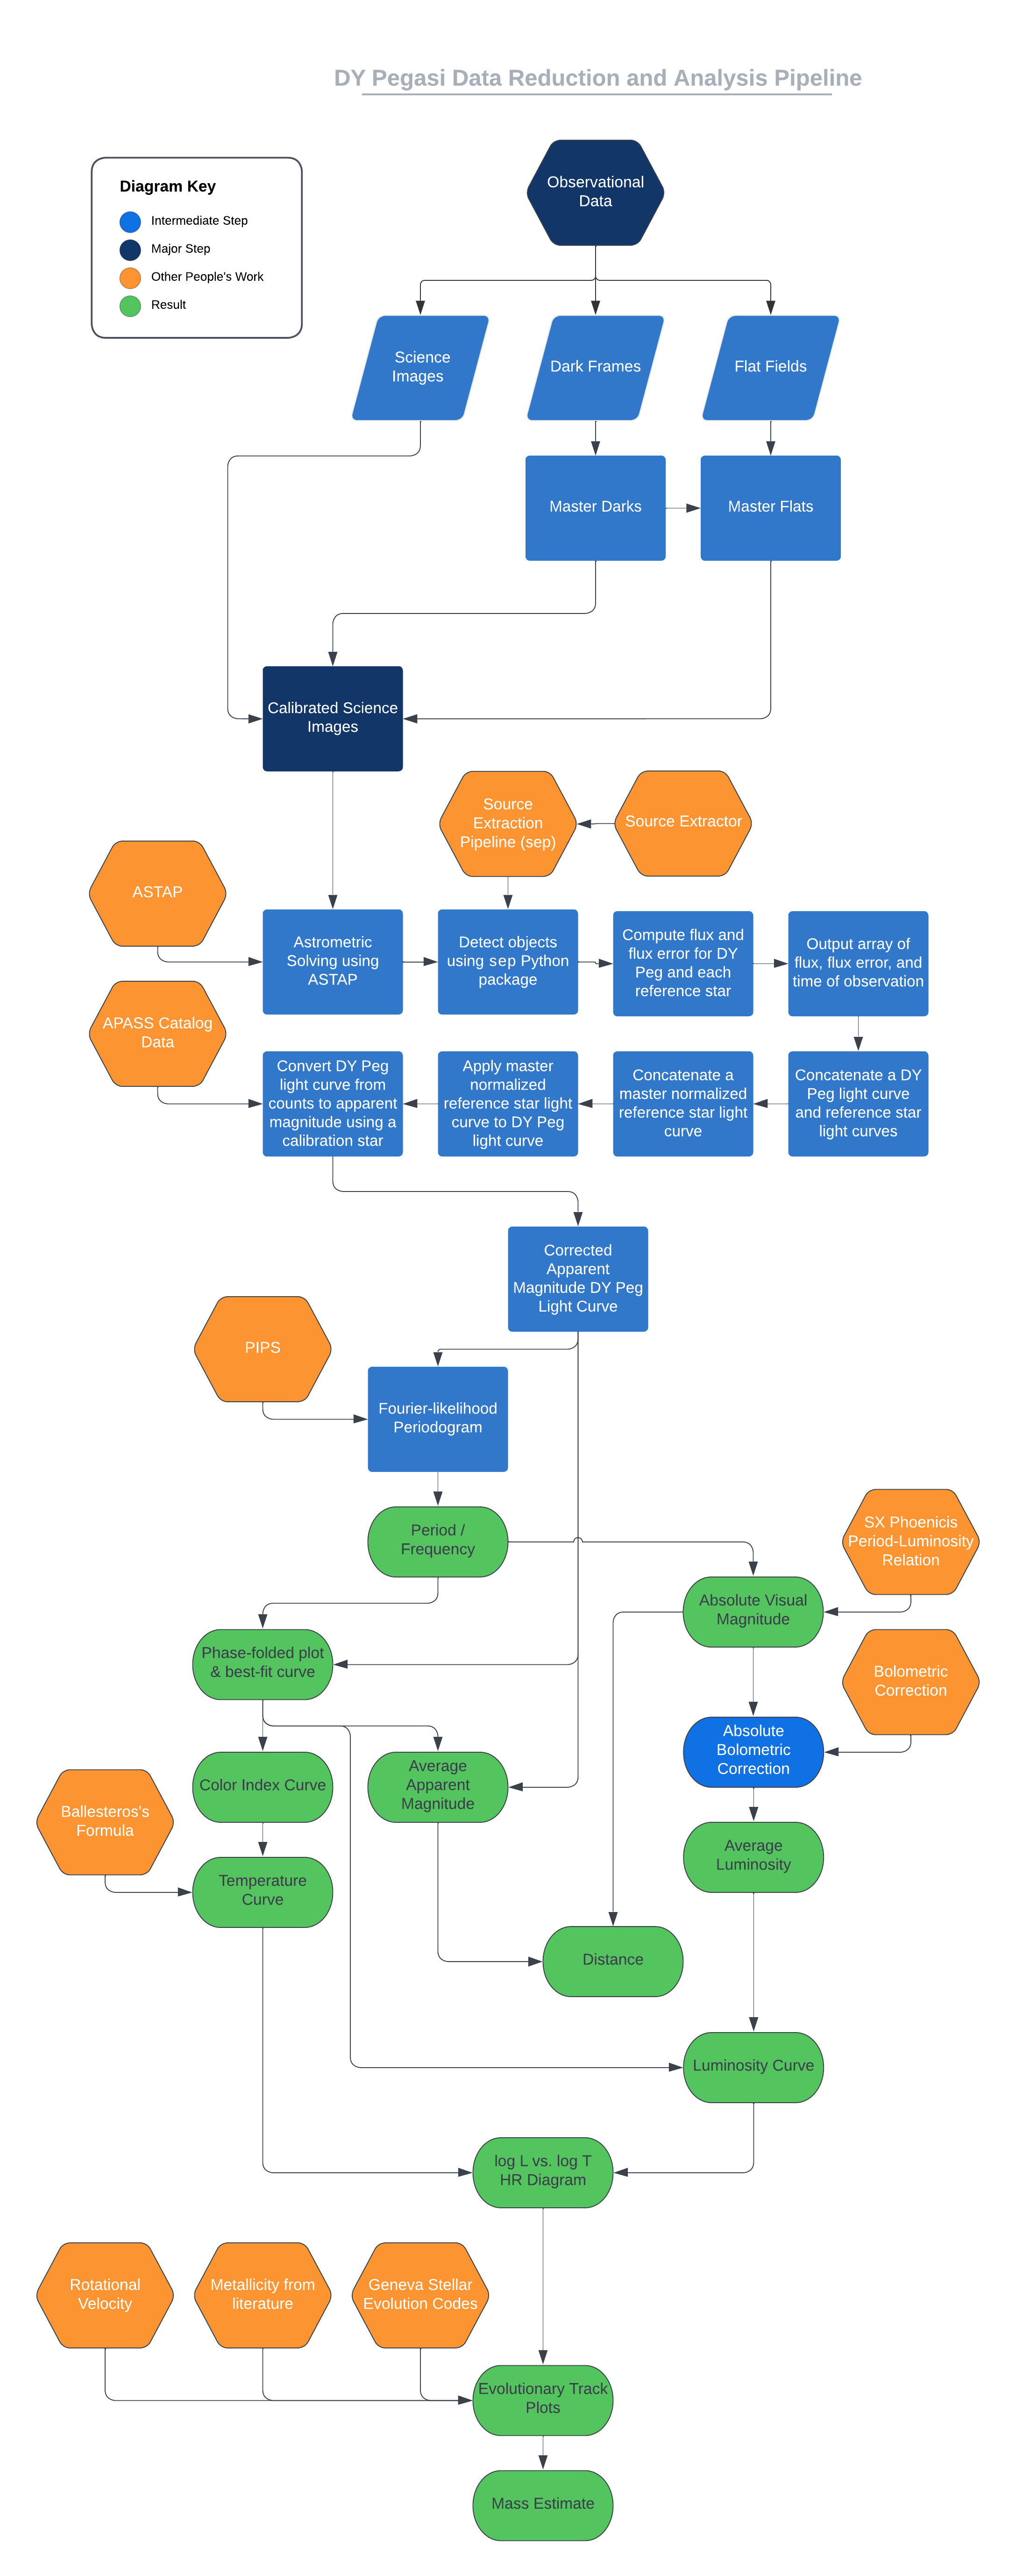 DY Pegasi Data Reduction and Analysis Pipeline
Diagram Key
Intermediate Step
Major Step
Other People's Work
Result
Observational
Data
Science
Images
Dark Frames
Flat Fields
Master Darks
Master Flats
Calibrated Science
Images
Source
Extraction
Pipeline (sep)
Source Extractor
ASTAP
Astrometric
Solving using
ASTAP
Detect objects
using sep Python
package
Compute flux and
flux error for DY
Peg and each
reference star
Output array of
flux, flux error, and
time of observation
APASS Catalog
Data
Convert DY Peg
light curve from
counts to apparent
magnitude using a
calibration star
Apply master
normalized
reference star light
curve to DY Peg
light curve
Concatenate a
master normalized
reference star light
curve
Concatenate a DY
Peg light curve
and reference star
light curves
Corrected
Apparent
Magnitude DY Peg
Light Curve
PIPS
Fourier-likelihood
Periodogram
Period /
Frequency
SX Phoenicis
Period-Luminosity
Relation
Absolute Visual
Magnitude
Phase-folded plot
& best-fit curve
Bolometric
Correction
Absolute
Bolometric
Correction
Color Index Curve
Average
Apparent
Magnitude
Ballesteros's
Formula
Average
Luminosity
Temperature
Curve
Distance
Luminosity Curve
log L vs. log T
HR Diagram
Rotational
Velocity
Metallicity from
literature
Geneva Stellar
Evolution Codes
Evolutionary Track
Plots
Mass Estimate